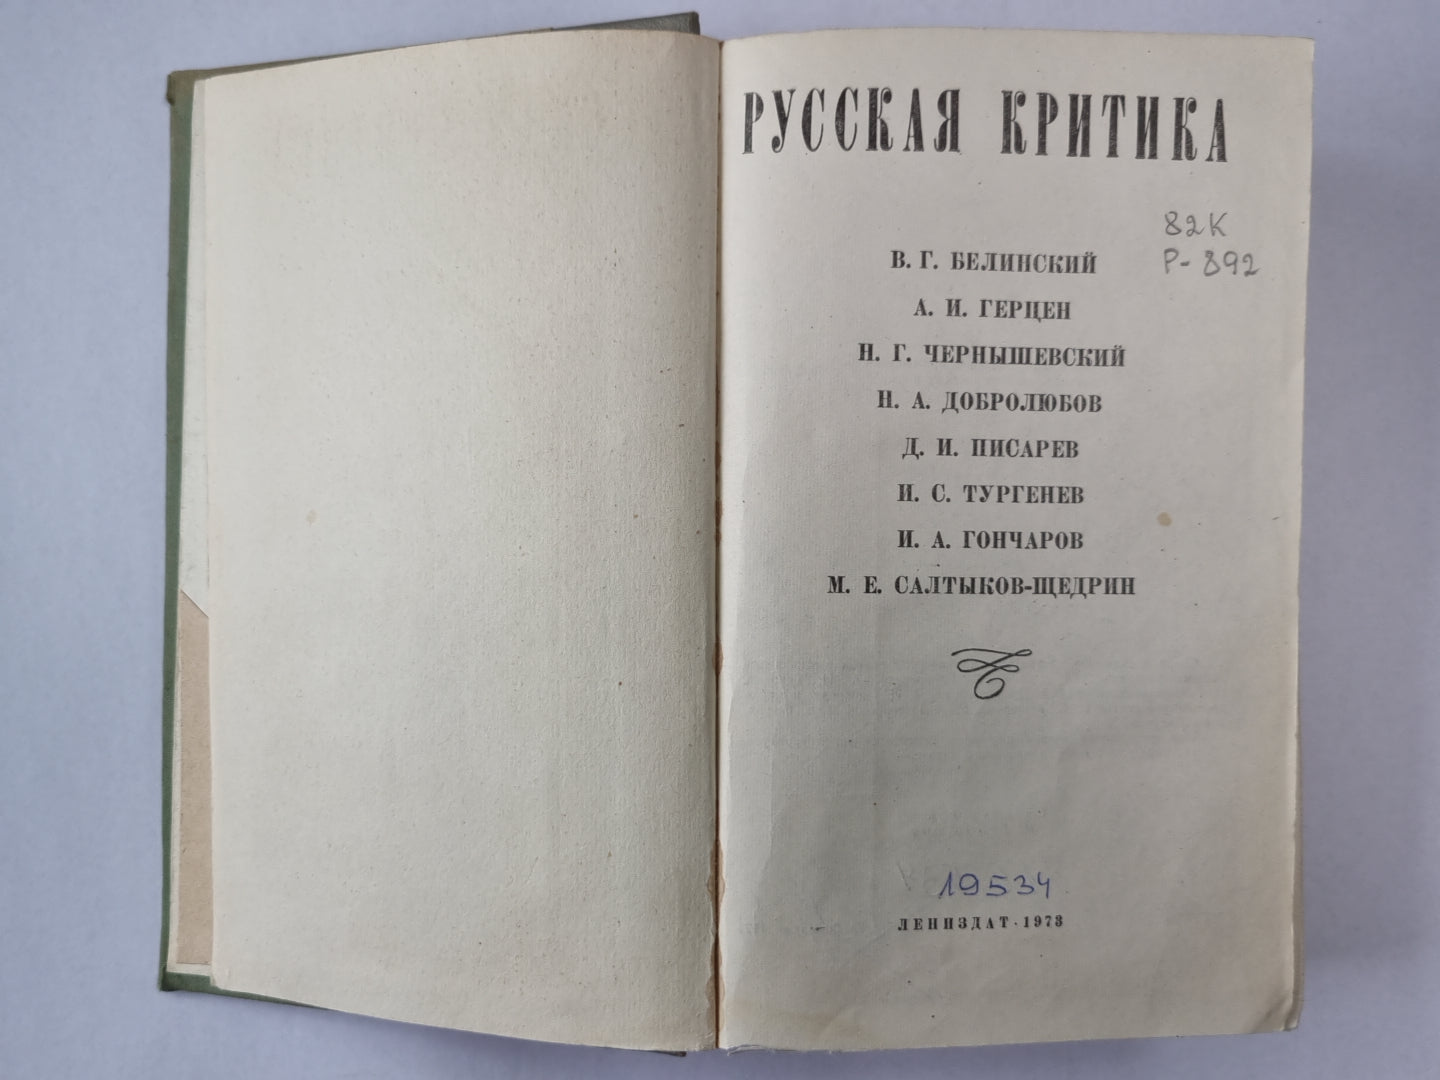 РУССКАЯ КРИТИКА
82К
Р-892
В. Г. БЕЛИНСКИЙ
А. И. ГЕРЦЕН
Н. Г. ЧЕРНЫШЕВСКИЙ
Н. А. ДОБРОЛЮБОВ
Д. И. ПИСАРЕВ
И. С. ТУРГЕНЕВ
И. А. ГОНЧАРОВ
М. Е. САЛТЫКОВ-ЩЕДРИН
19534
ЛЕНИЗДАТ · 1973